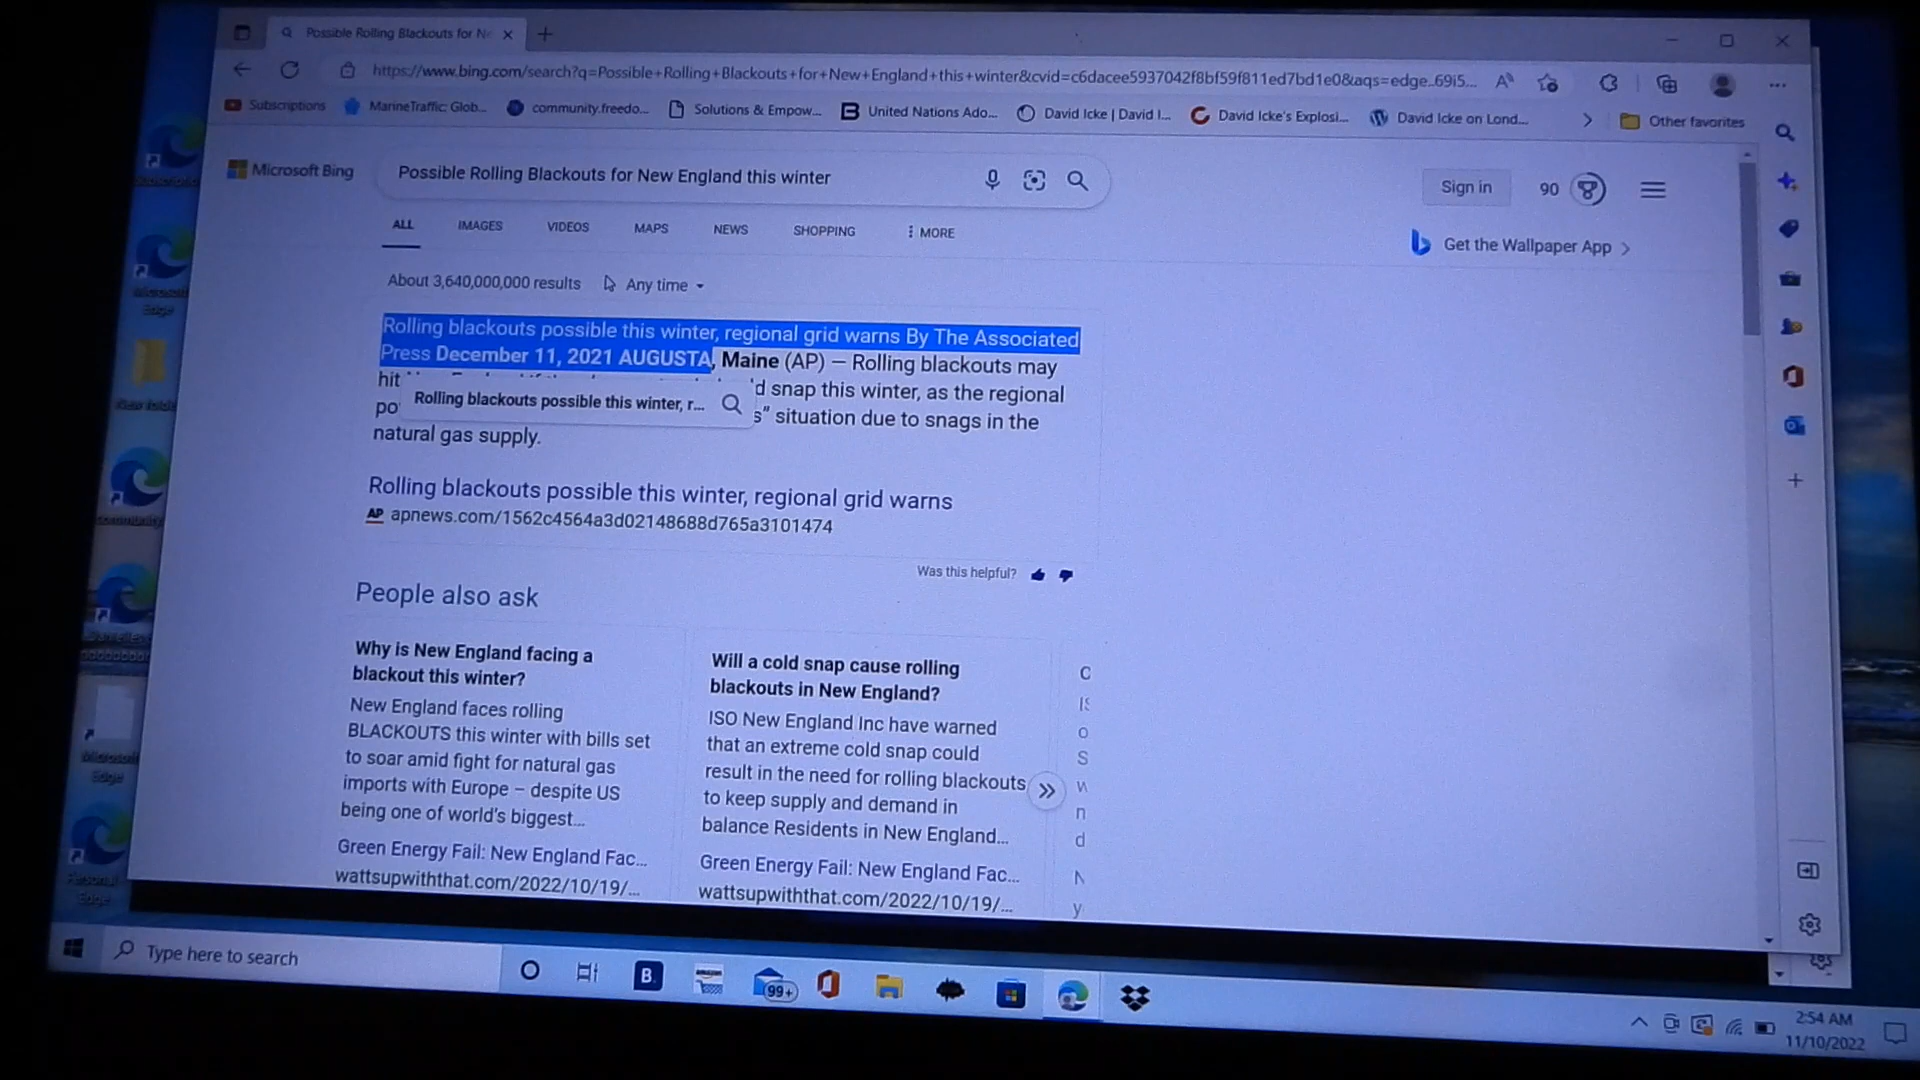 Possible Rolling Blackouts for Ne
https://www.bing.com/search?q=Possible+Rolling+Blackouts+for+New+England+this+winter&cvid=c6dacee5937042f8bf59f811ed7bd1e0&aqs=edge..69i5...
Subscriptions
MarineTraffic: Glob...
community.freedo...
Solutions & Empow...
United Nations Ado...
David Icke | David I...
David Icke's Explosi...
David Icke on Lond...
Other favorites
Microsoft Bing
Possible Rolling Blackouts for New England this winter
Sign in
90
ALL
IMAGES
VIDEOS
MAPS
NEWS
SHOPPING
MORE
Get the Wallpaper App
About 3,640,000,000 results
Any time
Rolling blackouts possible this winter, regional grid warns By The Associated
Press December 11, 2021 AUGUSTA, Maine (AP) — Rolling blackouts may
hit
d snap this winter, as the regional
po
s" situation due to snags in the
natural gas supply.
Rolling blackouts possible this winter, r...
Rolling blackouts possible this winter, regional grid warns
AP apnews.com/1562c4564a3d02148688d765a3101474
Was this helpful?
People also ask
Why is New England facing a
blackout this winter?
New England faces rolling
BLACKOUTS this winter with bills set
to soar amid fight for natural gas
imports with Europe – despite US
being one of world's biggest...
Green Energy Fail: New England Fac...
wattsupwiththat.com/2022/10/19/...
Will a cold snap cause rolling
blackouts in New England?
ISO New England Inc have warned
that an extreme cold snap could
result in the need for rolling blackouts
to keep supply and demand in
balance Residents in New England...
Green Energy Fail: New England Fac...
wattsupwiththat.com/2022/10/19/...
Microsoft
Edge
New folder
community
Microsoft
Edge
Personal
Edge
Type here to search
B.
99+
2:54 AM
11/10/2022